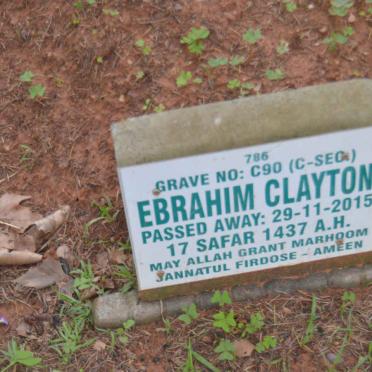 786
GRAVE NO: C90 (C-SEC.)
EBRAHIM CLAYTON
PASSED AWAY: 29-11-2015
17 SAFAR 1437 A.H.
MAY ALLAH GRANT MARHOOM
JANNATUL FIRDOSE - AMEEN